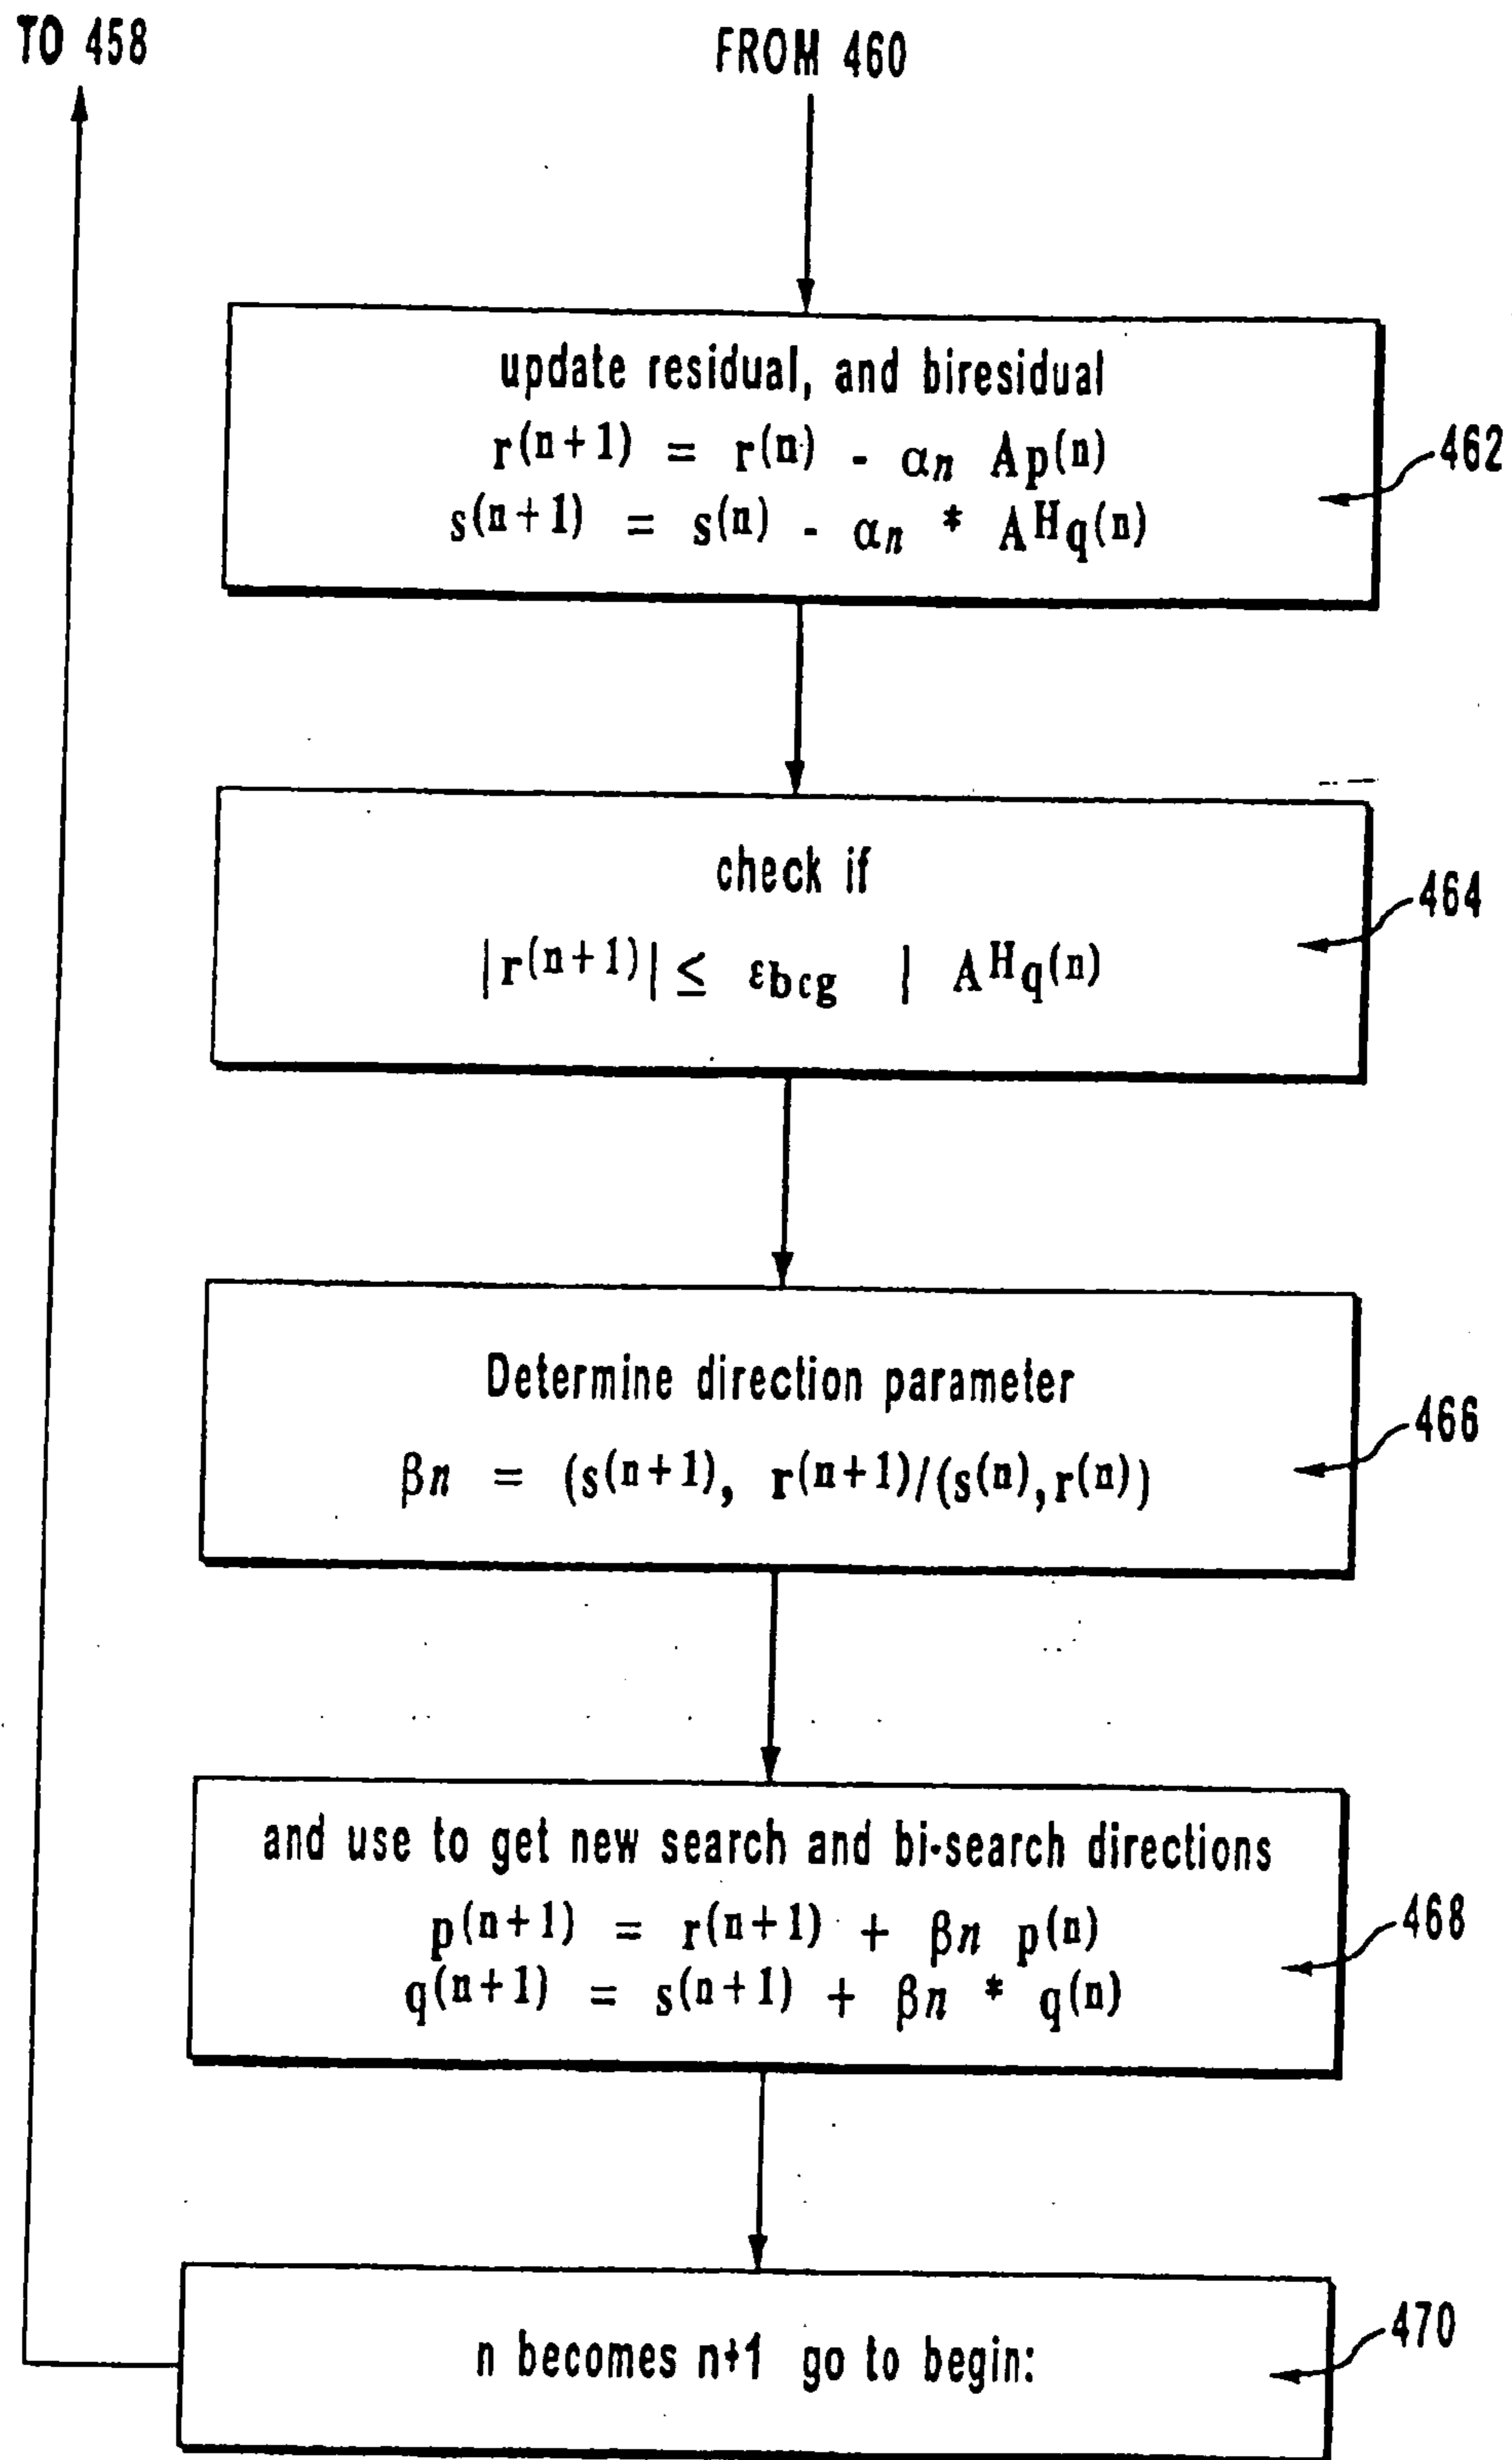 TO 458
FROM 460
update residual, and biresidual
r(n+1) = r(n) - αn Ap(n)
s(n+1) = s(n) - αn * AHq(n)
462
check if
|r(n+1)| ≤ εbcg | AHq(n)
464
Determine direction parameter
βn = (s(n+1), r(n+1)/(s(n),r(n))
466
and use to get new search and bi-search directions
p(n+1) = r(n+1) + βn p(n)
q(n+1) = s(n+1) + βn * q(n)
468
n becomes n+1 go to begin:
470